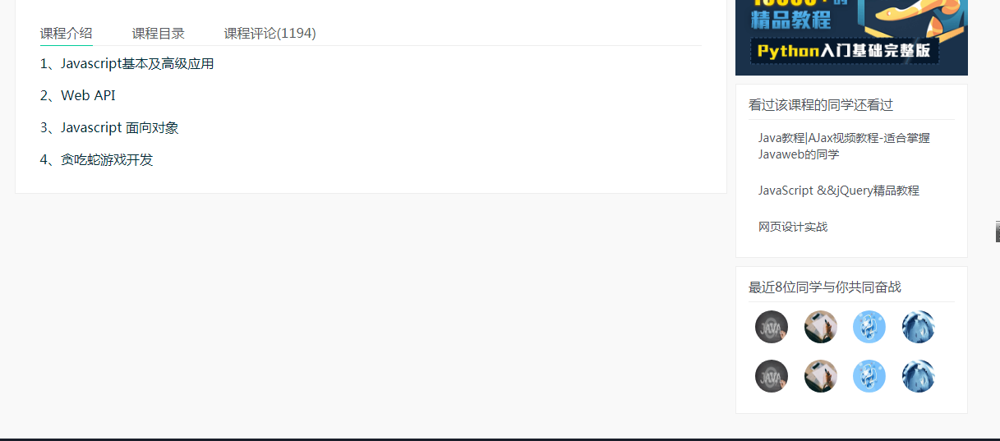 课程介绍 课程目录 课程评论(1194)
1、Javascript基本及高级应用
2、Web API
3、Javascript 面向对象
4、贪吃蛇游戏开发
的
精品教程
Python入门基础完整版
看过该课程的同学还看过
Java教程|AJax视频教程-适合掌握
Javaweb的同学
JavaScript &&jQuery精品教程
网页设计实战
最近8位同学与你共同奋战
JAVA
JAVA